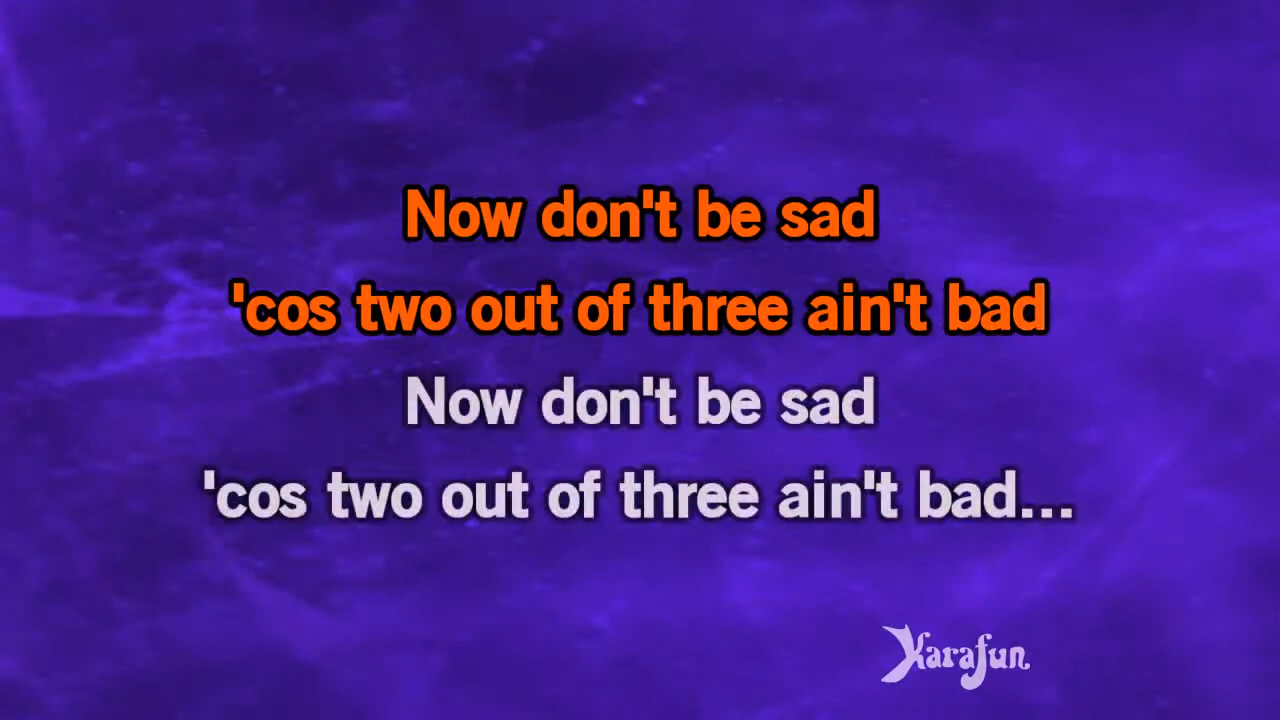 Now don't be sad
'cos two out of three ain't bad
Now don't be sad
'cos two out of three ain't bad...
Karafun